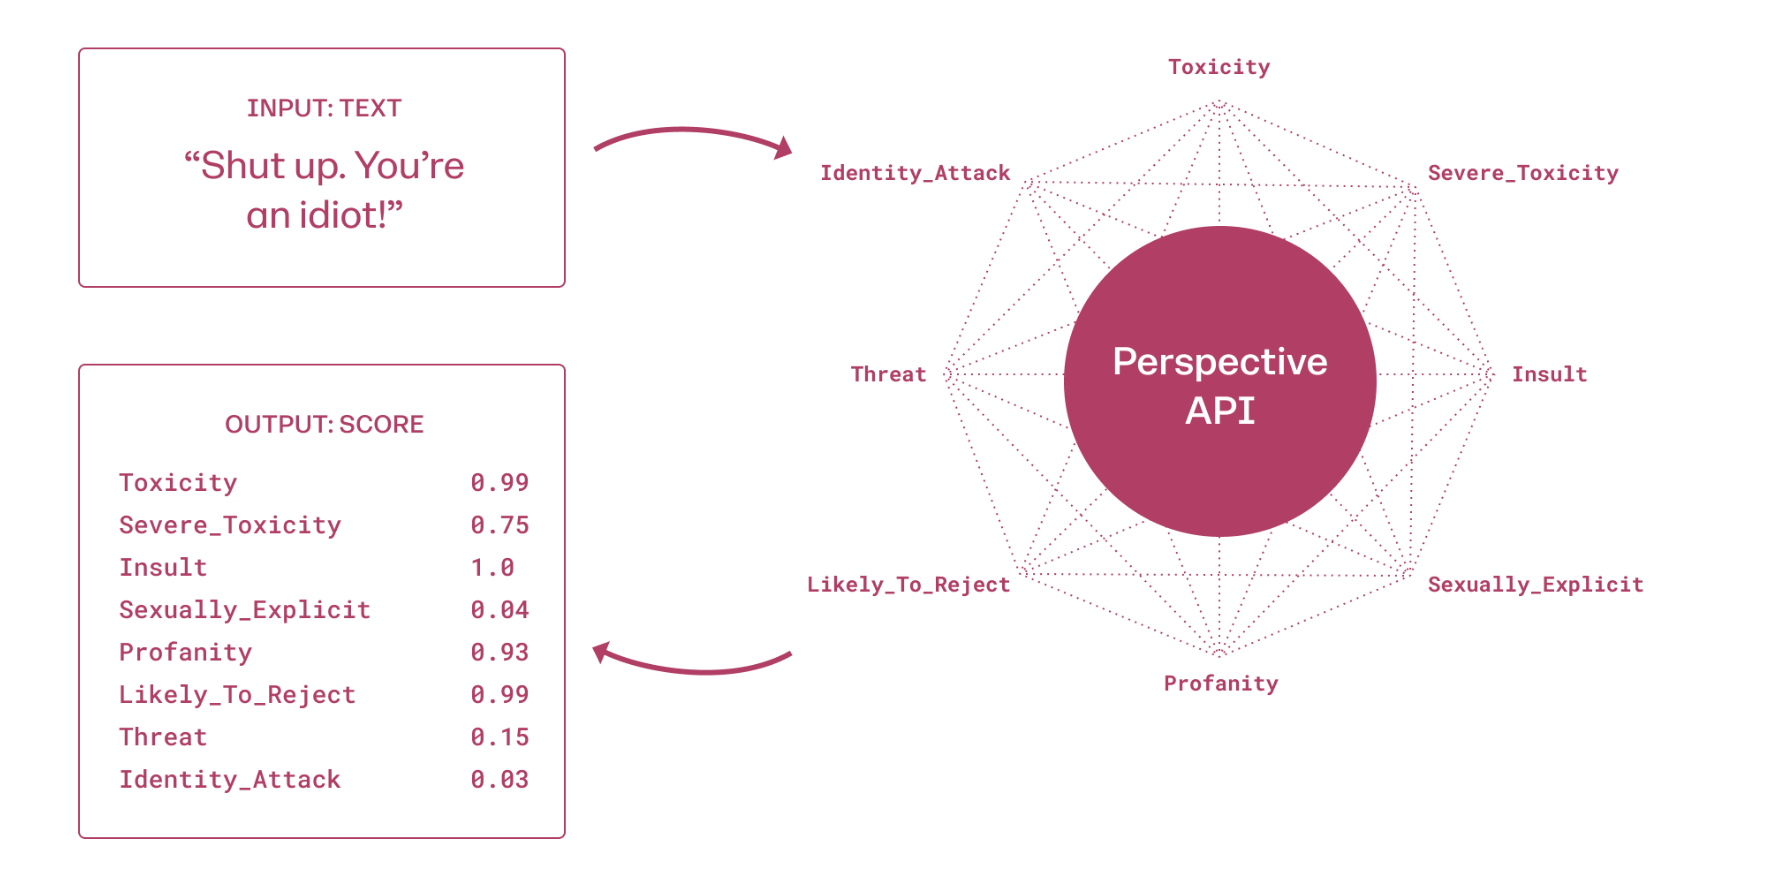 INPUT: TEXT
“Shut up. You’re
an idiot!”
OUTPUT: SCORE
Toxicity 0.99
Severe_Toxicity 0.75
Insult 1.0
Sexually_Explicit 0.04
Profanity 0.93
Likely_To_Reject 0.99
Threat 0.15
Identity_Attack 0.03
Toxicity
Identity_Attack
Severe_Toxicity
Threat
Perspective
API
Insult
Likely_To_Reject
Sexually_Explicit
Profanity